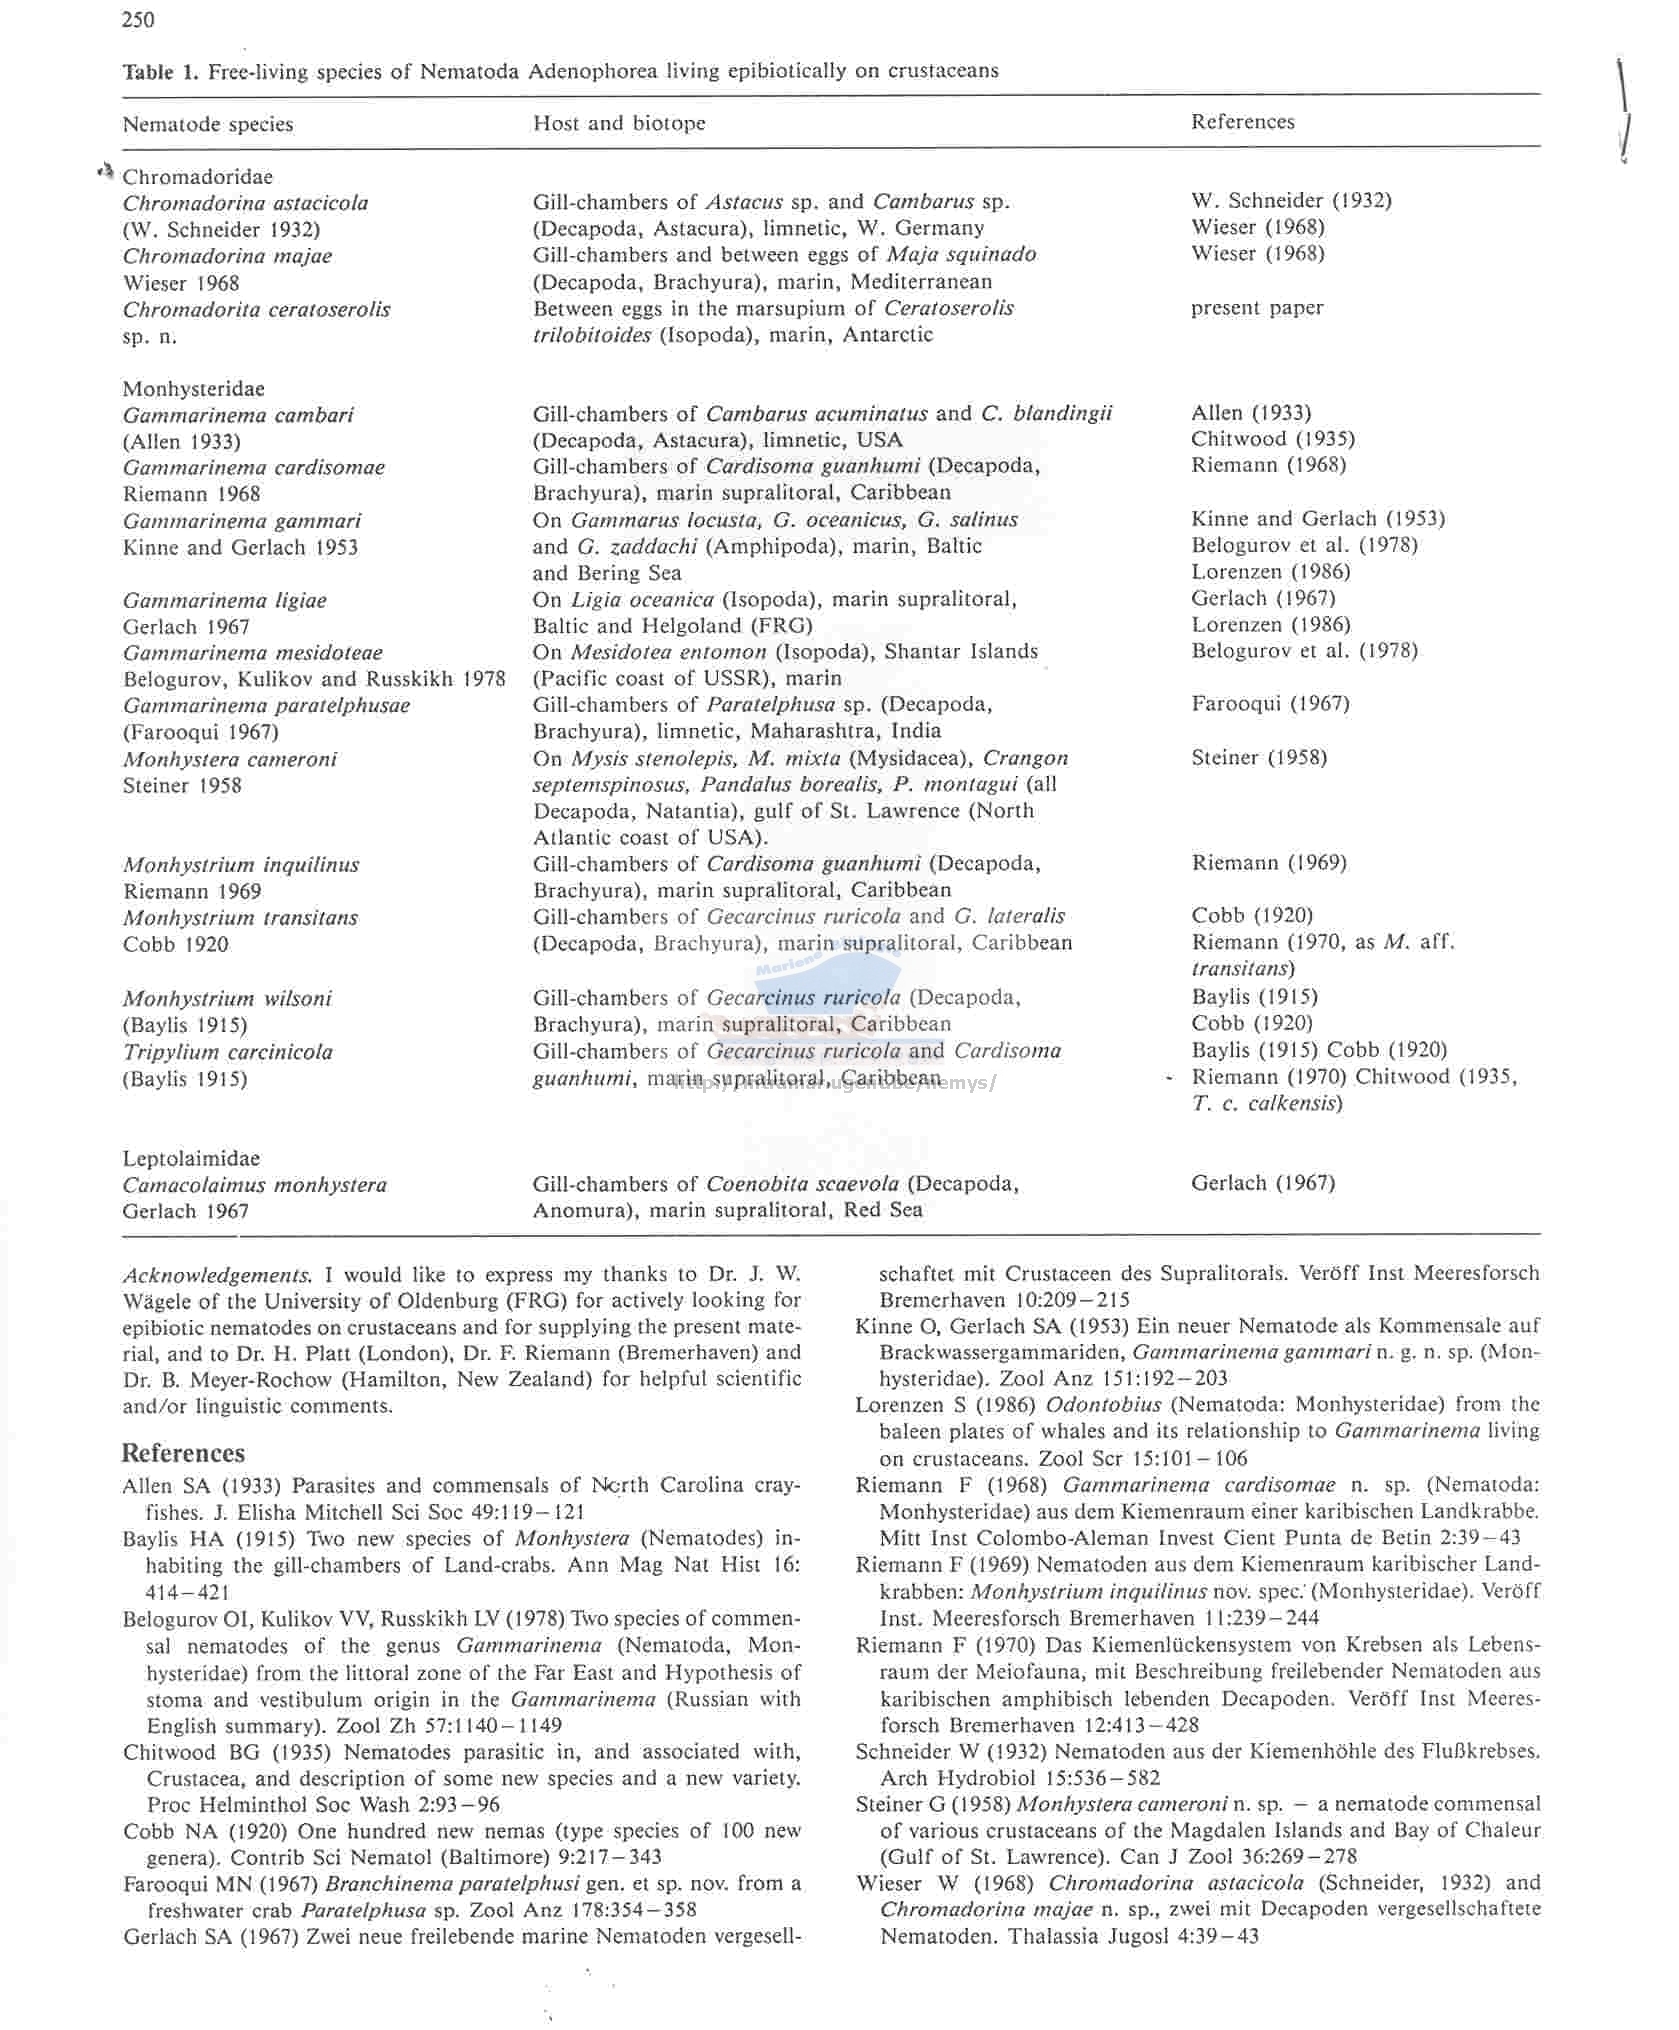 250
Table 1. Free-living species of Nematoda Adenophorea living epibiotically on crustaceans
Nematode species Host and biotope References
Chromadoridae
Chromadorina astacicola Gill-chambers of Astacus sp. and Cambarus sp. W. Schneider (1932)
(W. Schneider 1932) (Decapoda, Astacura), limnetic, W. Germany Wieser (1968)
Chromadorina majae Gill-chambers and between eggs of Maja squinado Wieser (1968)
Wieser 1968 (Decapoda, Brachyura), marin, Mediterranean
Chromadorita ceratoserolis Between eggs in the marsupium of Ceratoserolis present paper
sp. n. trilobitoides (Isopoda), marin, Antarctic
Monhysteridae
Gammarinema cambari Gill-chambers of Cambarus acuminatus and C. blandingii Allen (1933)
(Allen 1933) (Decapoda, Astacura), limnetic, USA Chitwood (1935)
Gammarinema cardisomae Gill-chambers of Cardisoma guanhumi (Decapoda, Riemann (1968)
Riemann 1968 Brachyura), marin supralitoral, Caribbean
Gammarinema gammari On Gammarus locusta, G. oceanicus, G. salinus Kinne and Gerlach (1953)
Kinne and Gerlach 1953 and G. zaddachi (Amphipoda), marin, Baltic Belogurov et al. (1978)
and Bering Sea Lorenzen (1986)
Gammarinema ligiae On Ligia oceanica (Isopoda), marin supralitoral, Gerlach (1967)
Gerlach 1967 Baltic and Helgoland (FRG) Lorenzen (1986)
Gammarinema mesidoteae On Mesidotea entomon (Isopoda), Shantar Islands Belogurov et al. (1978)
Belogurov, Kulikov and Russkikh 1978 (Pacific coast of USSR), marin
Gammarinema paratelphusae Gill-chambers of Paratelphusa sp. (Decapoda, Farooqui (1967)
(Farooqui 1967) Brachyura), limnetic, Maharashtra, India
Monhystera cameroni On Mysis stenolepis, M. mixta (Mysidacea), Crangon Steiner (1958)
Steiner 1958 septemspinosus, Pandalus borealis, P. montagui (all
Decapoda, Natantia), gulf of St. Lawrence (North
Atlantic coast of USA).
Monhystrium inquilinus Gill-chambers of Cardisoma guanhumi (Decapoda, Riemann (1969)
Riemann 1969 Brachyura), marin supralitoral, Caribbean
Monhystrium transitans Gill-chambers of Gecarcinus ruricola and G. lateralis Cobb (1920)
Cobb 1920 (Decapoda, Brachyura), marin supralitoral, Caribbean Riemann (1970, as M. aff.
transitans)
Monhystrium wilsoni Gill-chambers of Gecarcinus ruricola (Decapoda, Baylis (1915)
(Baylis 1915) Brachyura), marin supralitoral, Caribbean Cobb (1920)
Tripylium carcinicola Gill-chambers of Gecarcinus ruricola and Cardisoma Baylis (1915) Cobb (1920)
(Baylis 1915) guanhumi, marin supralitoral, Caribbean Riemann (1970) Chitwood (1935,
T. c. calkensis)
Leptolaimidae
Camacolaimus monhystera Gill-chambers of Coenobita scaevola (Decapoda, Gerlach (1967)
Gerlach 1967 Anomura), marin supralitoral, Red Sea
Acknowledgements. I would like to express my thanks to Dr. J. W.
Wägele of the University of Oldenburg (FRG) for actively looking for
epibiotic nematodes on crustaceans and for supplying the present mate-
rial, and to Dr. H. Platt (London), Dr. F. Riemann (Bremerhaven) and
Dr. B. Meyer-Rochow (Hamilton, New Zealand) for helpful scientific
and/or linguistic comments.
References
Allen SA (1933) Parasites and commensals of North Carolina cray-
fishes. J. Elisha Mitchell Sci Soc 49:119–121
Baylis HA (1915) Two new species of Monhystera (Nematodes) in-
habiting the gill-chambers of Land-crabs. Ann Mag Nat Hist 16:
414–421
Belogurov OI, Kulikov VV, Russkikh LV (1978) Two species of commen-
sal nematodes of the genus Gammarinema (Nematoda, Mon-
hysteridae) from the littoral zone of the Far East and Hypothesis of
stoma and vestibulum origin in the Gammarinema (Russian with
English summary). Zool Zh 57:1140–1149
Chitwood BG (1935) Nematodes parasitic in, and associated with,
Crustacea, and description of some new species and a new variety.
Proc Helminthol Soc Wash 2:93–96
Cobb NA (1920) One hundred new nemas (type species of 100 new
genera). Contrib Sci Nematol (Baltimore) 9:217–343
Farooqui MN (1967) Branchinema paratelphusi gen. et sp. nov. from a
freshwater crab Paratelphusa sp. Zool Anz 178:354–358
Gerlach SA (1967) Zwei neue freilebende marine Nematoden vergesell-
schaftet mit Crustaceen des Supralitorals. Veröff Inst Meeresforsch
Bremerhaven 10:209–215
Kinne O, Gerlach SA (1953) Ein neuer Nematode als Kommensale auf
Brackwassergammariden, Gammarinema gammari n. g. n. sp. (Mon-
hysteridae). Zool Anz 151:192–203
Lorenzen S (1986) Odontobius (Nematoda: Monhysteridae) from the
baleen plates of whales and its relationship to Gammarinema living
on crustaceans. Zool Scr 15:101–106
Riemann F (1968) Gammarinema cardisomae n. sp. (Nematoda:
Monhysteridae) aus dem Kiemenraum einer karibischen Landkrabbe.
Mitt Inst Colombo-Aleman Invest Cient Punta de Betin 2:39–43
Riemann F (1969) Nematoden aus dem Kiemenraum karibischer Land-
krabben: Monhystrium inquilinus nov. spec. (Monhysteridae). Veröff
Inst. Meeresforsch Bremerhaven 11:239–244
Riemann F (1970) Das Kiemenlückensystem von Krebsen als Lebens-
raum der Meiofauna, mit Beschreibung freilebender Nematoden aus
karibischen amphibisch lebenden Decapoden. Veröff Inst Meeres-
forsch Bremerhaven 12:413–428
Schneider W (1932) Nematoden aus der Kiemenhöhle des Flußkrebses.
Arch Hydrobiol 15:536–582
Steiner G (1958) Monhystera cameroni n. sp. – a nematode commensal
of various crustaceans of the Magdalen Islands and Bay of Chaleur
(Gulf of St. Lawrence). Can J Zool 36:269–278
Wieser W (1968) Chromadorina astacicola (Schneider, 1932) and
Chromadorina majae n. sp., zwei mit Decapoden vergesellschaftete
Nematoden. Thalassia Jugosl 4:39–43